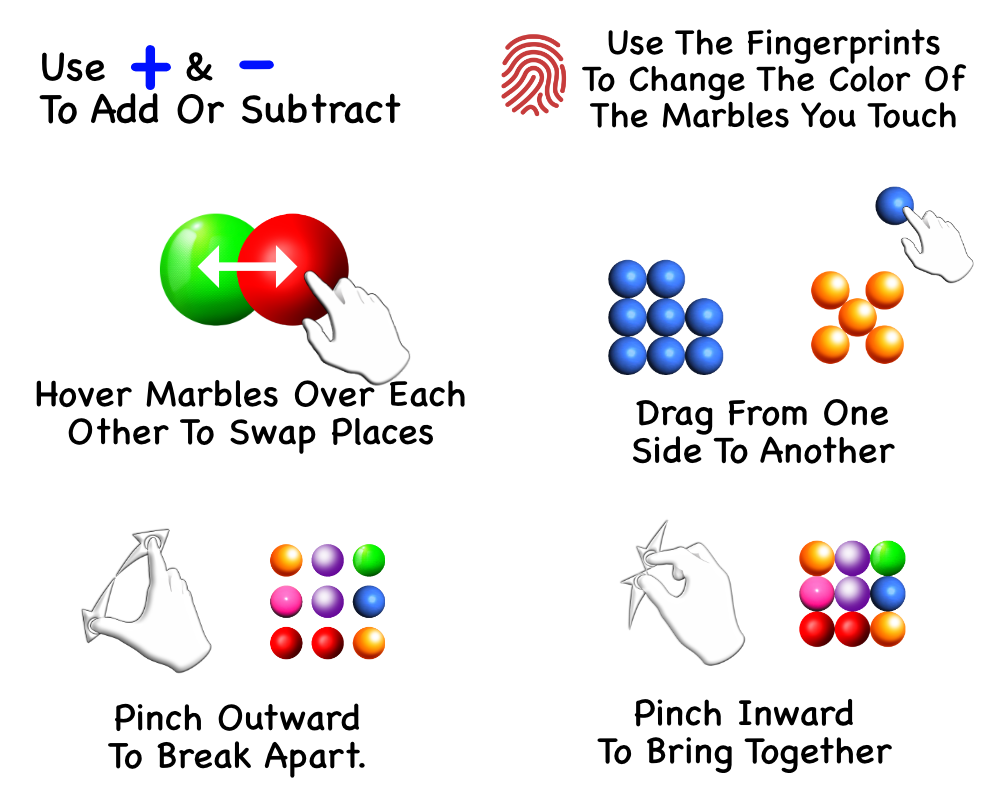 Use + & −
To Add Or Subtract
Use The Fingerprints
To Change The Color Of
The Marbles You Touch
Hover Marbles Over Each
Other To Swap Places
Drag From One
Side To Another
Pinch Outward
To Break Apart.
Pinch Inward
To Bring Together